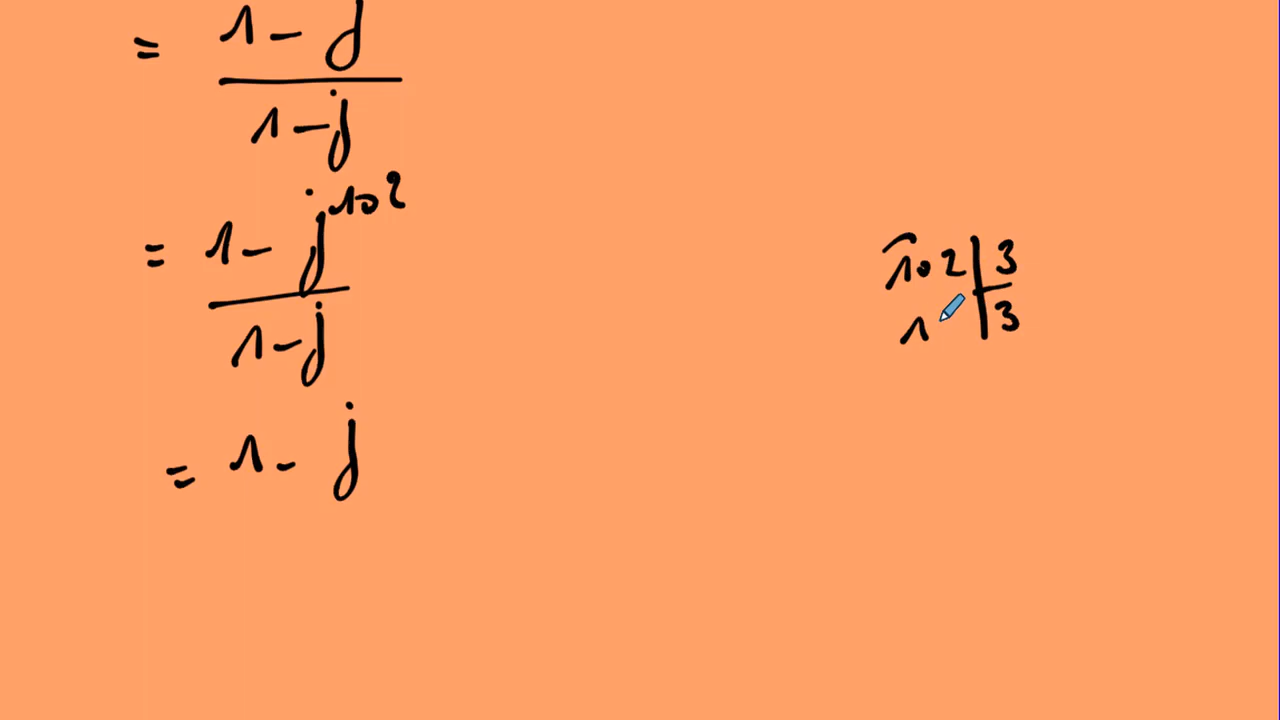 = 1 - j
1 - j
= 1 - j^102
1 - j
= 1 - j
102 | 3
1 | 3